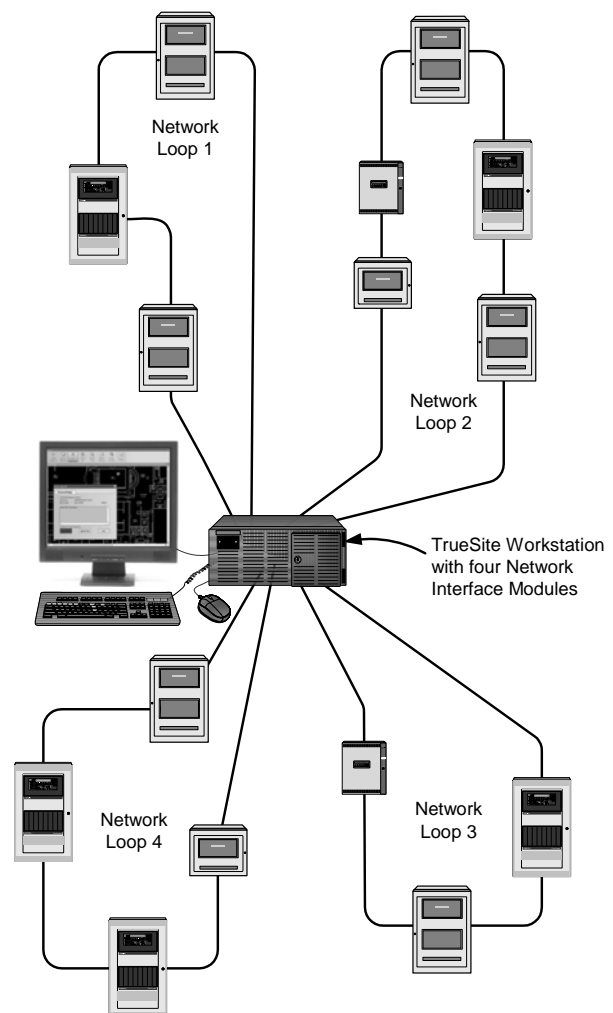 Network
Loop 1
Network
Loop 2
TrueSite Workstation
with four Network
Interface Modules
Network
Loop 3
Network
Loop 4